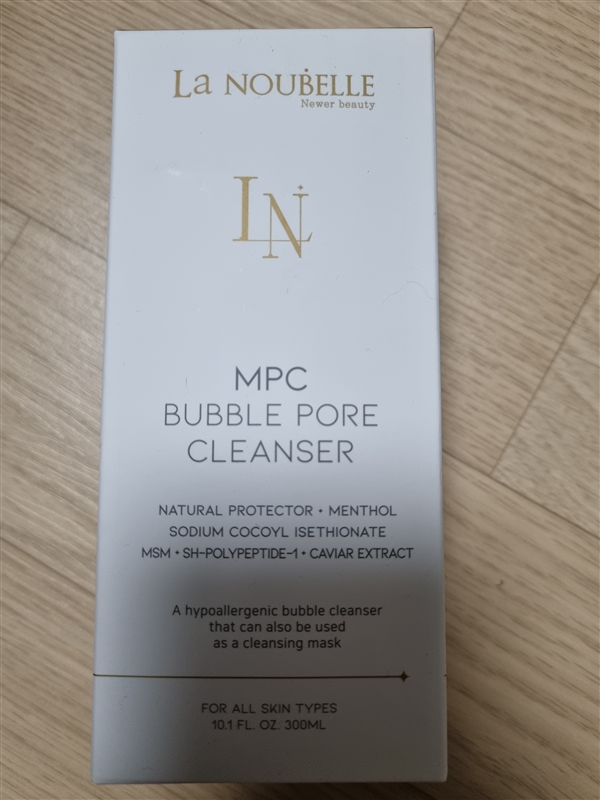 La NOUBELLE
Newer beauty
LN
MPC
BUBBLE PORE
CLEANSER
NATURAL PROTECTOR • MENTHOL
SODIUM COCOYL ISETHIONATE
MSM • SH-POLYPEPTIDE-1 • CAVIAR EXTRACT
A hypoallergenic bubble cleanser
that can also be used
as a cleansing mask
FOR ALL SKIN TYPES
10.1 FL. OZ. 300ML